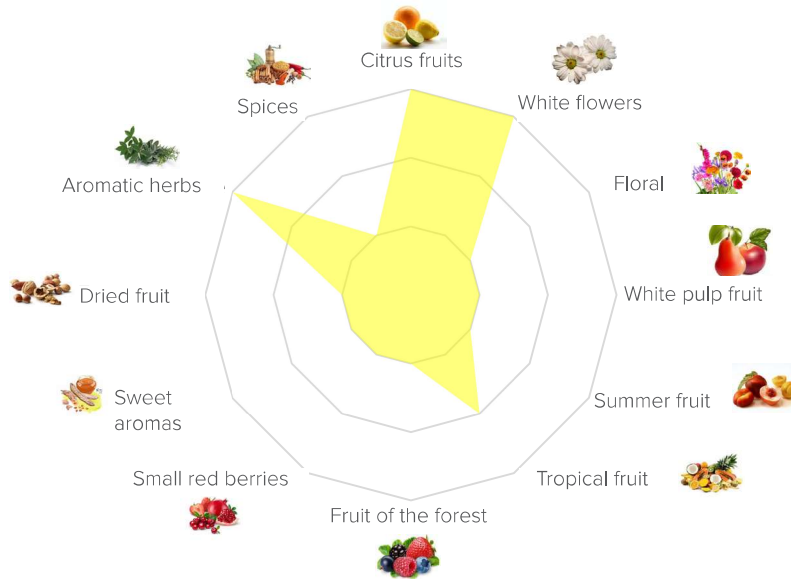 Citrus fruits
Spices
White flowers
Aromatic herbs
Floral
Dried fruit
White pulp fruit
Sweet
aromas
Summer fruit
Small red berries
Tropical fruit
Fruit of the forest